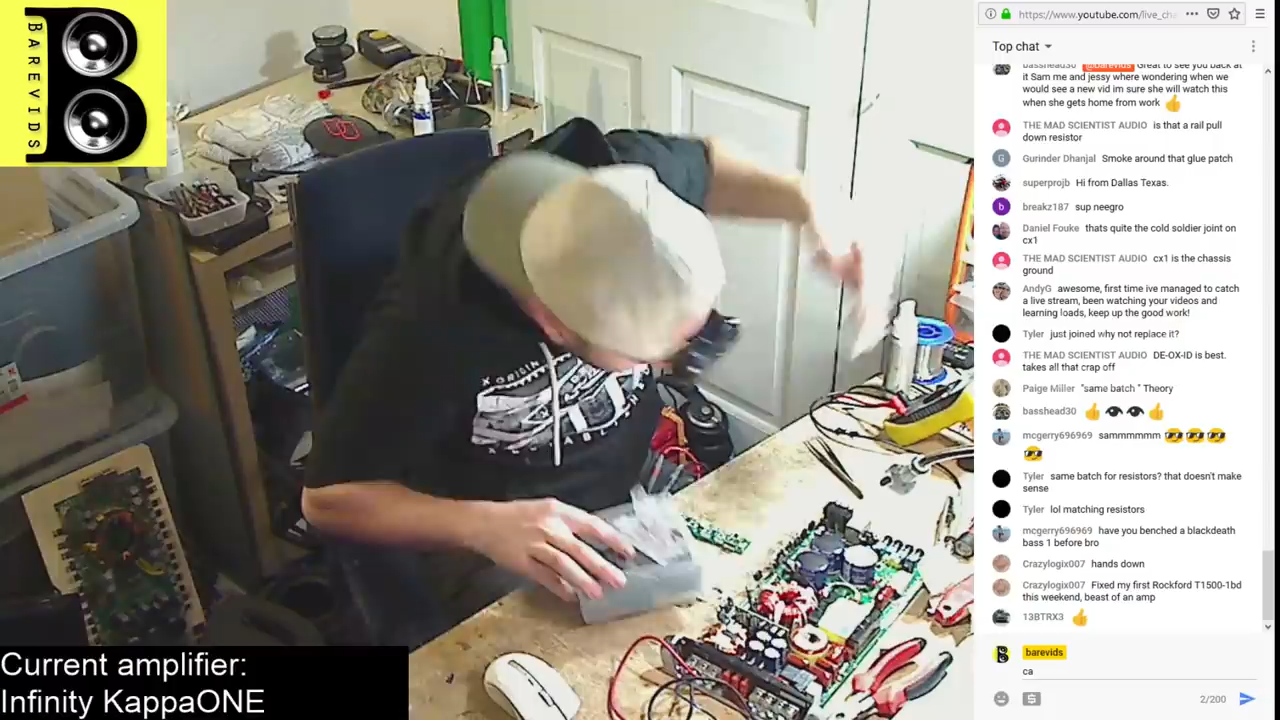 BAREVIDS
https://www.youtube.com/live_cha
Top chat
basshead30 @barevids Great to see you back at
it Sam me and jessy where wondering when we
would see a new vid im sure she will watch this
when she gets home from work 👍
THE MAD SCIENTIST AUDIO is that a rail pull
down resistor
G
Gurinder Dhanjal Smoke around that glue patch
superprojb Hi from Dallas Texas.
b
breakz187 sup neegro
Daniel Fouke thats quite the cold soldier joint on
cx1
THE MAD SCIENTIST AUDIO cx1 is the chassis
ground
AndyG awesome, first time ive managed to catch
a live stream, been watching your videos and
learning loads, keep up the good work!
Tyler just joined why not replace it?
THE MAD SCIENTIST AUDIO DE-OX-ID is best.
takes all that crap off
Paige Miller "same batch " Theory
basshead30 👍👁👁👍
mcgerry696969 sammmmmm 😎😎😎
😎
Tyler same batch for resistors? that doesn't make
sense
Tyler lol matching resistors
mcgerry696969 have you benched a blackdeath
bass 1 before bro
Crazylogix007 hands down
Crazylogix007 Fixed my first Rockford T1500-1bd
this weekend, beast of an amp
13BTRX3 👍
barevids
ca
2/200
X ORIGIN
Current amplifier:
Infinity KappaONE